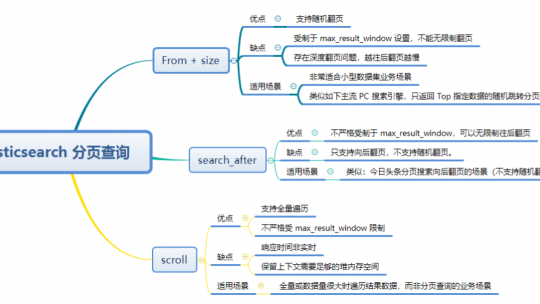 sticsearch 分页查询
From + size
优点
支持随机翻页
缺点
受制于 max_result_window 设置，不能无限制翻页
存在深度翻页问题，越往后翻页越慢
适用场景
非常适合小型数据集业务场景
类似如下主流 PC 搜索引擎，只返回 Top 指定数据的随机跳转分页
search_after
优点
不严格受制于 max_result_window，可以无限制往后翻页
缺点
只支持向后翻页，不支持随机翻页。
适用场景
类似：今日头条分页搜索向后翻页的场景（不支持随机翻
scroll
优点
支持全量遍历
不严格受 max_result_window 限制
缺点
响应时间非实时
保留上下文需要足够的堆内存空间
适用场景
全量或数据量很大时遍历结果数据，而非分页查询的业务场景